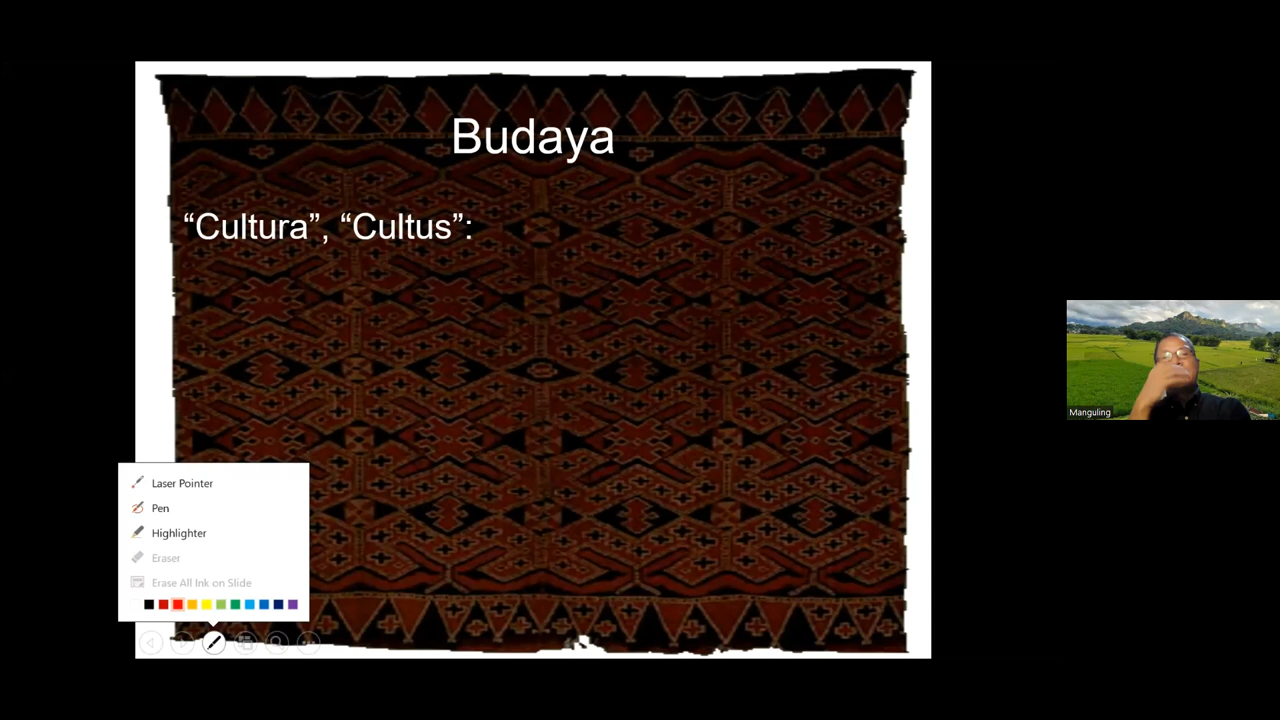 Budaya
“Cultura”, “Cultus”:
Laser Pointer
Pen
Highlighter
Eraser
Erase All Ink on Slide
Manguling